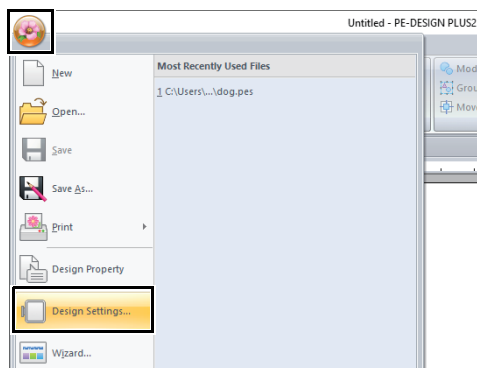 Untitled - PE-DESIGN PLUS2
New
Open...
Save
Save As...
Print
Design Property
Design Settings...
Wizard...
Most Recently Used Files
1 C:\Users\...\dog.pes